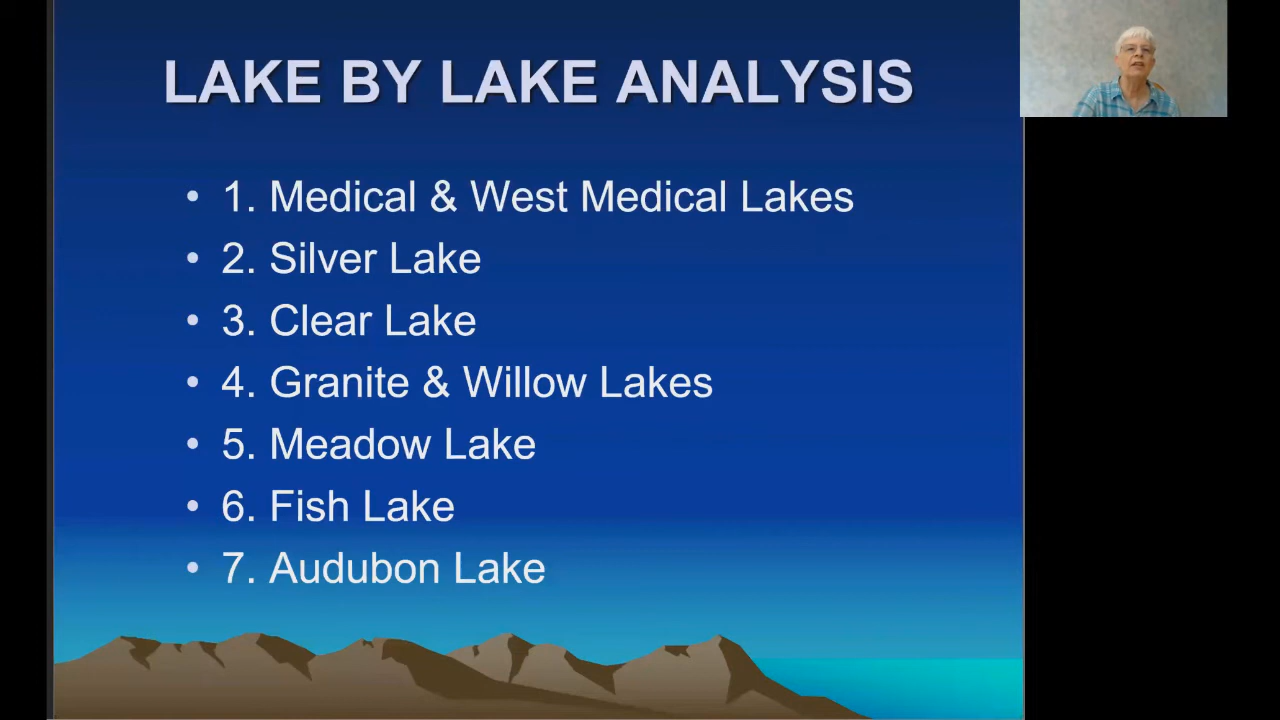 LAKE BY LAKE ANALYSIS
• 1. Medical & West Medical Lakes
• 2. Silver Lake
• 3. Clear Lake
• 4. Granite & Willow Lakes
• 5. Meadow Lake
• 6. Fish Lake
• 7. Audubon Lake